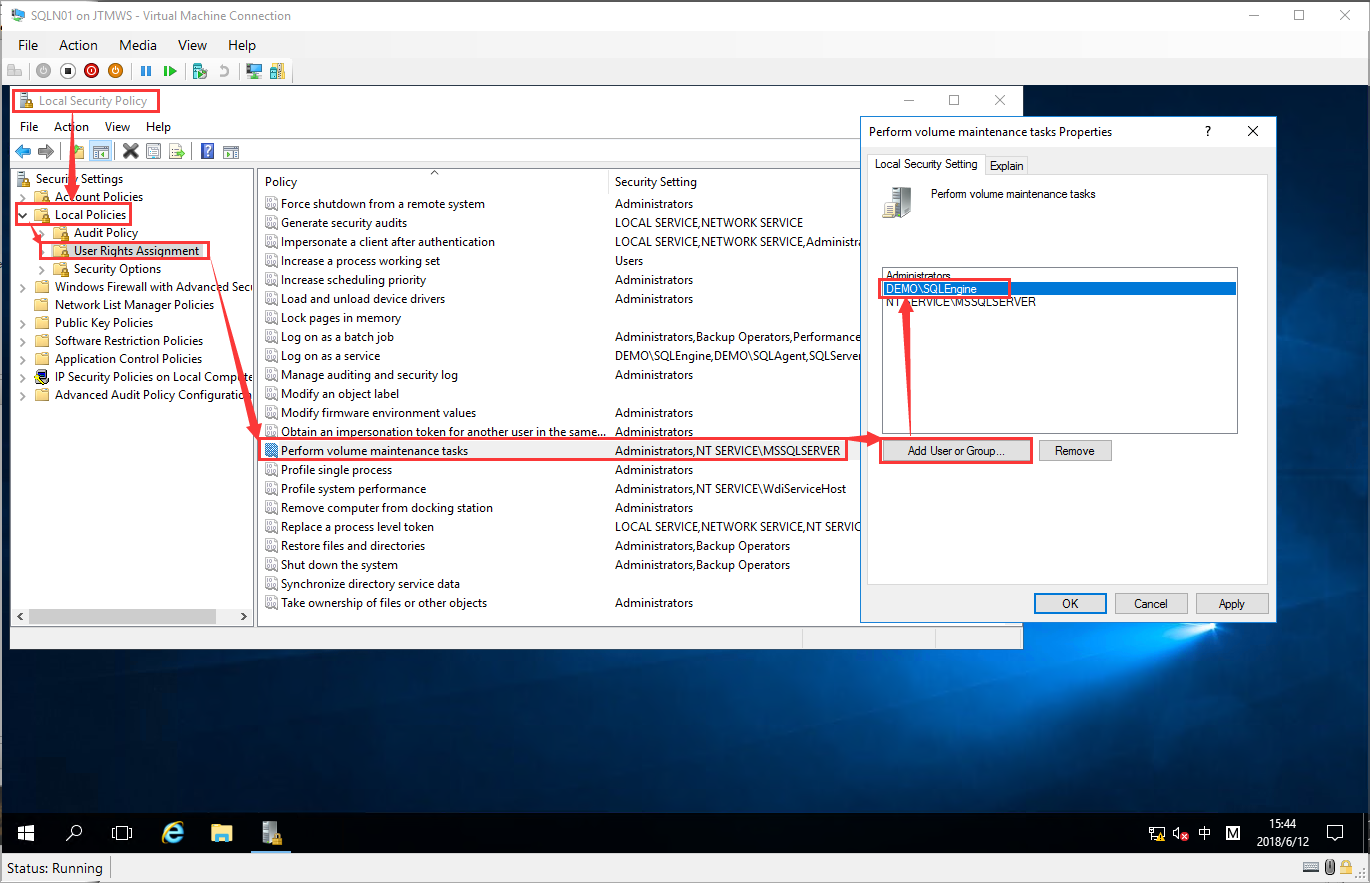 SQLN01 on JTMWS - Virtual Machine Connection
File Action Media View Help
Local Security Policy
File Action View Help
Security Settings
Account Policies
Local Policies
Audit Policy
User Rights Assignment
Security Options
Windows Firewall with Advanced Secu
Network List Manager Policies
Public Key Policies
Software Restriction Policies
Application Control Policies
IP Security Policies on Local Compute
Advanced Audit Policy Configuration
Policy Security Setting
Force shutdown from a remote system Administrators
Generate security audits LOCAL SERVICE,NETWORK SERVICE
Impersonate a client after authentication LOCAL SERVICE,NETWORK SERVICE,Administra
Increase a process working set Users
Increase scheduling priority Administrators
Load and unload device drivers Administrators
Lock pages in memory
Log on as a batch job Administrators,Backup Operators,Performance
Log on as a service DEMO\SQLEngine,DEMO\SQLAgent,SQLServer
Manage auditing and security log Administrators
Modify an object label
Modify firmware environment values Administrators
Obtain an impersonation token for another user in the same... Administrators
Perform volume maintenance tasks Administrators,NT SERVICE\MSSQLSERVER
Profile single process Administrators
Profile system performance Administrators,NT SERVICE\WdiServiceHost
Remove computer from docking station Administrators
Replace a process level token LOCAL SERVICE,NETWORK SERVICE,NT SERVIC
Restore files and directories Administrators,Backup Operators
Shut down the system Administrators,Backup Operators
Synchronize directory service data
Take ownership of files or other objects Administrators
Perform volume maintenance tasks Properties
Local Security Setting Explain
Perform volume maintenance tasks
Administrators
DEMO\SQLEngine
NT SERVICE\MSSQLSERVER
Add User or Group... Remove
OK Cancel Apply
中 M
15:44
2018/6/12
Status: Running